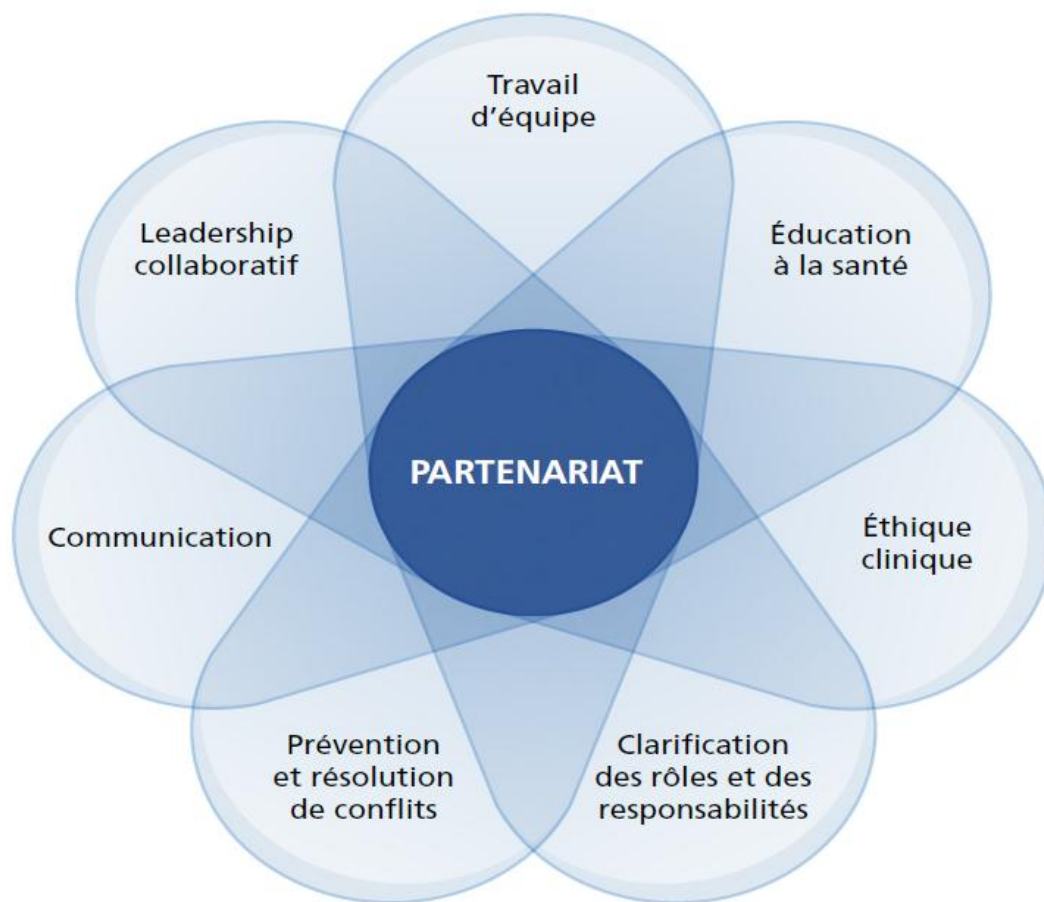 Travail
d'équipe
Leadership
collaboratif
Éducation
à la santé
PARTENARIAT
Communication
Éthique
clinique
Prévention
et résolution
de conflits
Clarification
des rôles et des
responsabilités